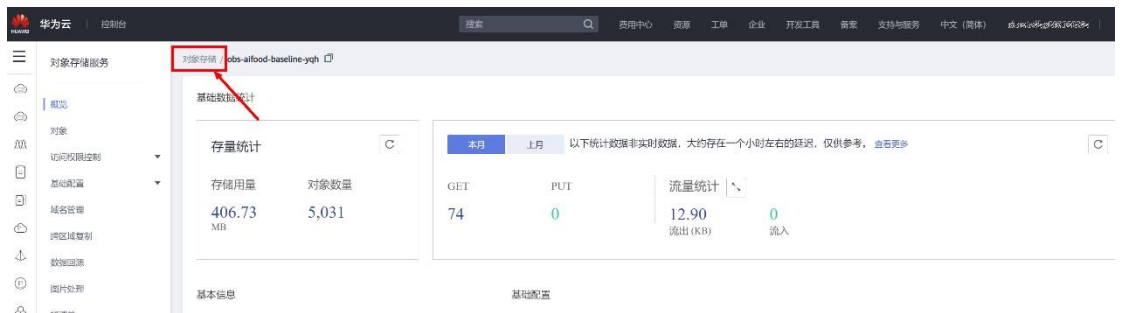 HUAWEI 华为云 控制台 搜索 费用中心 资源 工单 企业 开发工具 备案 支持与服务 中文 (简体)
对象存储服务
对象存储 / obs-aifood-baseline-yqh
概览
对象
访问权限控制
基础配置
域名管理
跨区域复制
数据回源
图片处理
基础数据统计
存量统计
存储用量 对象数量
406.73 5,031
MB
本月 上月 以下统计数据非实时数据，大约存在一个小时左右的延迟，仅供参考。 查看更多
GET PUT 流量统计
74 0 12.90 0
流出 (KB) 流入
基本信息 基础配置